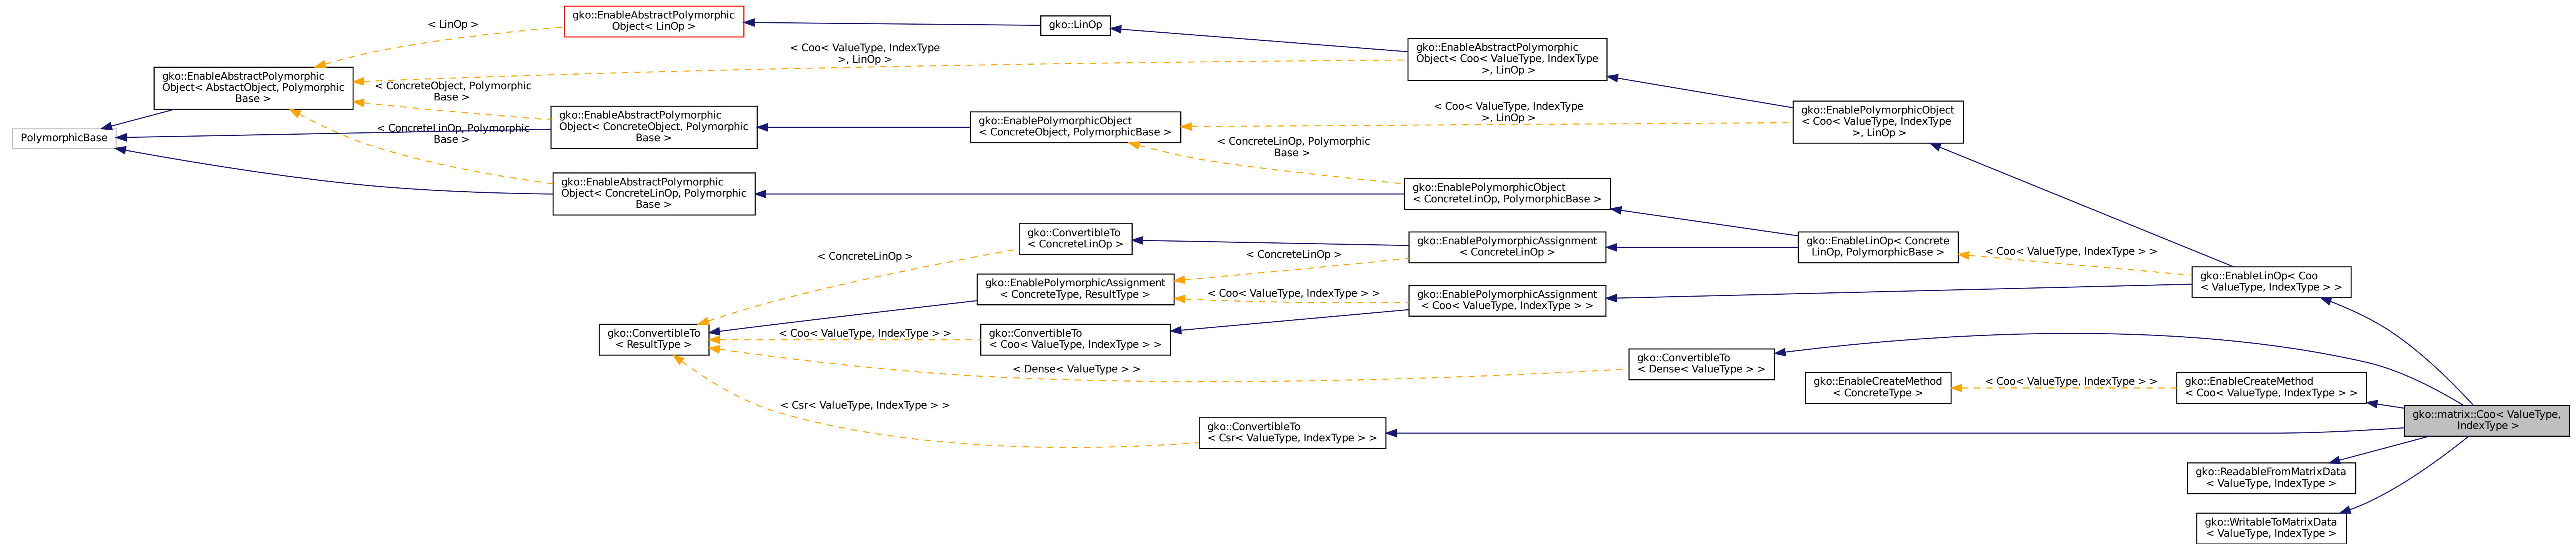 gko::EnableAbstractPolymorphic
Object< LinOp >
< LinOp >
gko::LinOp
gko::EnableAbstractPolymorphic
Object< Coo< ValueType, IndexType
>, LinOp >
< Coo< ValueType, IndexType
>, LinOp >
gko::EnableAbstractPolymorphic
Object< AbstactObject, Polymorphic
Base >
< ConcreteObject, Polymorphic
Base >
gko::EnableAbstractPolymorphic
Object< ConcreteObject, Polymorphic
Base >
gko::EnablePolymorphicObject
< ConcreteObject, PolymorphicBase >
< Coo< ValueType, IndexType
>, LinOp >
gko::EnablePolymorphicObject
< Coo< ValueType, IndexType
>, LinOp >
PolymorphicBase
< ConcreteLinOp, Polymorphic
Base >
< ConcreteLinOp, Polymorphic
Base >
gko::EnableAbstractPolymorphic
Object< ConcreteLinOp, Polymorphic
Base >
gko::EnablePolymorphicObject
< ConcreteLinOp, PolymorphicBase >
gko::ConvertibleTo
< ConcreteLinOp >
< ConcreteLinOp >
gko::EnablePolymorphicAssignment
< ConcreteLinOp >
gko::EnableLinOp< Concrete
LinOp, PolymorphicBase >
< Coo< ValueType, IndexType > >
gko::EnableLinOp< Coo
< ValueType, IndexType > >
< ConcreteLinOp >
gko::EnablePolymorphicAssignment
< ConcreteType, ResultType >
< Coo< ValueType, IndexType > >
gko::EnablePolymorphicAssignment
< Coo< ValueType, IndexType > >
gko::ConvertibleTo
< ResultType >
< Coo< ValueType, IndexType > >
gko::ConvertibleTo
< Coo< ValueType, IndexType > >
< Dense< ValueType > >
gko::ConvertibleTo
< Dense< ValueType > >
gko::EnableCreateMethod
< ConcreteType >
< Coo< ValueType, IndexType > >
gko::EnableCreateMethod
< Coo< ValueType, IndexType > >
< Csr< ValueType, IndexType > >
gko::ConvertibleTo
< Csr< ValueType, IndexType > >
gko::matrix::Coo< ValueType,
IndexType >
gko::ReadableFromMatrixData
< ValueType, IndexType >
gko::WritableToMatrixData
< ValueType, IndexType >